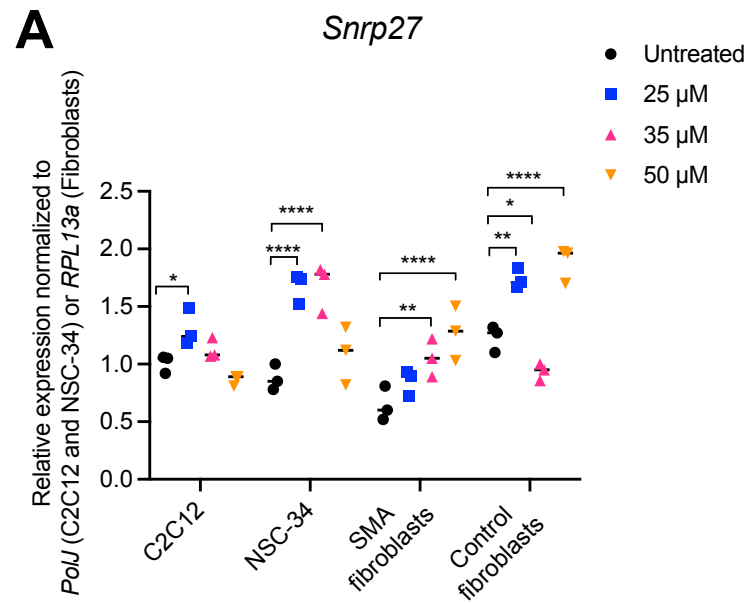 A
Snrp27
Untreated
25 µM
35 µM
50 µM
Relative expression normalized to
PolJ (C2C12 and NSC-34) or RPL13a (Fibroblasts)
2.5
2.0
1.5
1.0
0.5
0.0
*
****
****
****
**
****
*
**
C2C12
NSC-34
SMA
fibroblasts
Control
fibroblasts